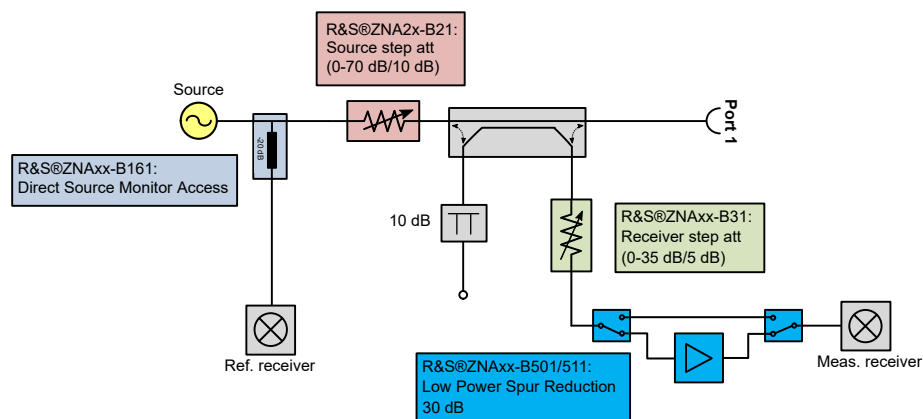 R&S®ZNA2x-B21:
Source step att
(0-70 dB/10 dB)
Source
-20 dB
Port 1
R&S®ZNAxx-B161:
Direct Source Monitor Access
10 dB
R&S®ZNAxx-B31:
Receiver step att
(0-35 dB/5 dB)
Ref. receiver
R&S®ZNAxx-B501/511:
Low Power Spur Reduction
30 dB
Meas. receiver